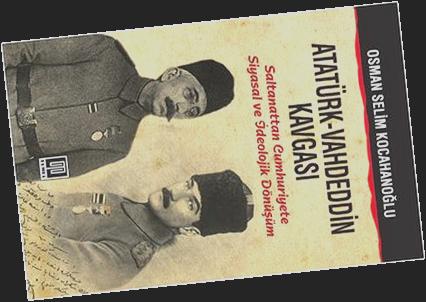 OSMAN SELİM KOCAHANOĞLU
ATATÜRK-VAHDEDDİN
KAVGASI
Saltanattan Cumhuriyete
Siyasal ve İdeolojik Dönüşüm